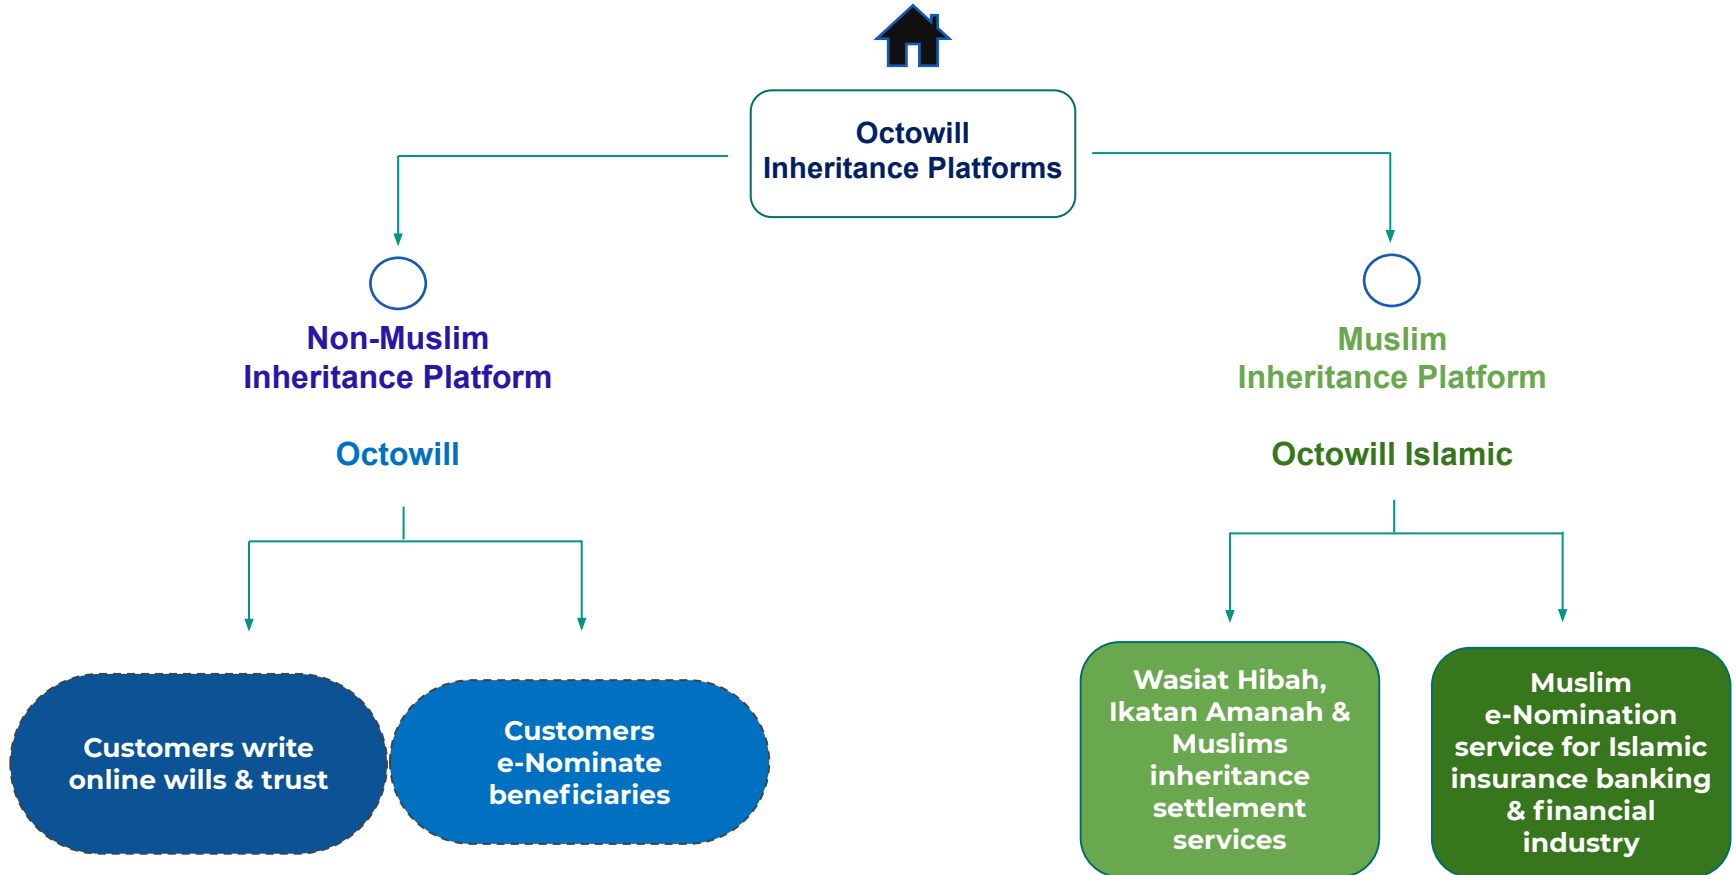 Octowill
Inheritance Platforms
Non-Muslim
Inheritance Platform
Octowill
Muslim
Inheritance Platform
Octowill Islamic
Customers write
online wills & trust
Customers
e-Nominate
beneficiaries
Wasiat Hibah,
Ikatan Amanah &
Muslims
inheritance
settlement
services
Muslim
e-Nomination
service for Islamic
insurance banking
& financial
industry